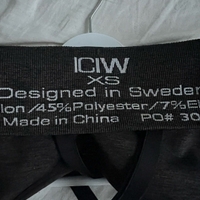 ICIW
XS
Designed in Sweden
lon/45%Polyester/7%El
Made in China PO# 30